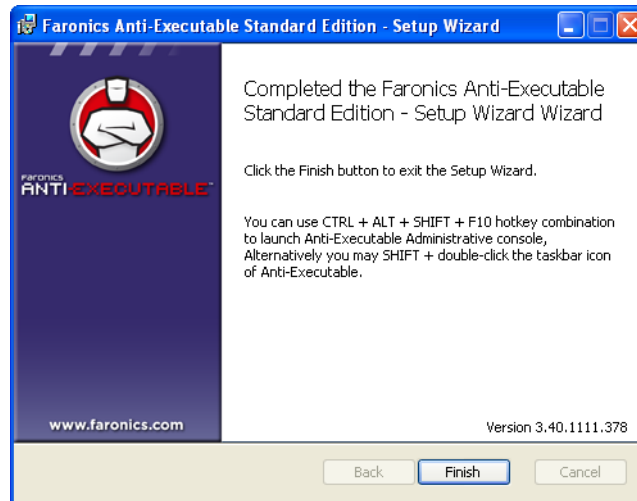 Faronics Anti-Executable Standard Edition - Setup Wizard
Completed the Faronics Anti-Executable
Standard Edition - Setup Wizard Wizard
Click the Finish button to exit the Setup Wizard.
Faronics
ANTI-EXECUTABLE™
You can use CTRL + ALT + SHIFT + F10 hotkey combination
to launch Anti-Executable Administrative console,
Alternatively you may SHIFT + double-click the taskbar icon
of Anti-Executable.
www.faronics.com
Version 3.40.1111.378
Back
Finish
Cancel